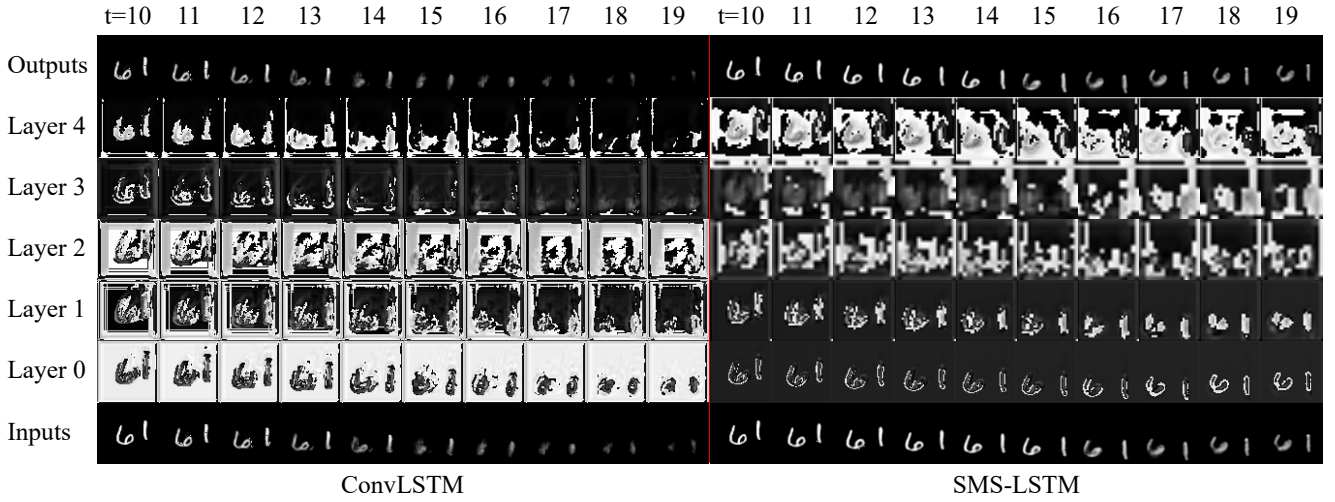 t=10 11 12 13 14 15 16 17 18 19 t=10 11 12 13 14 15 16 17 18 19
Outputs
Layer 4
Layer 3
Layer 2
Layer 1
Layer 0
Inputs
ConvLSTM SMS-LSTM